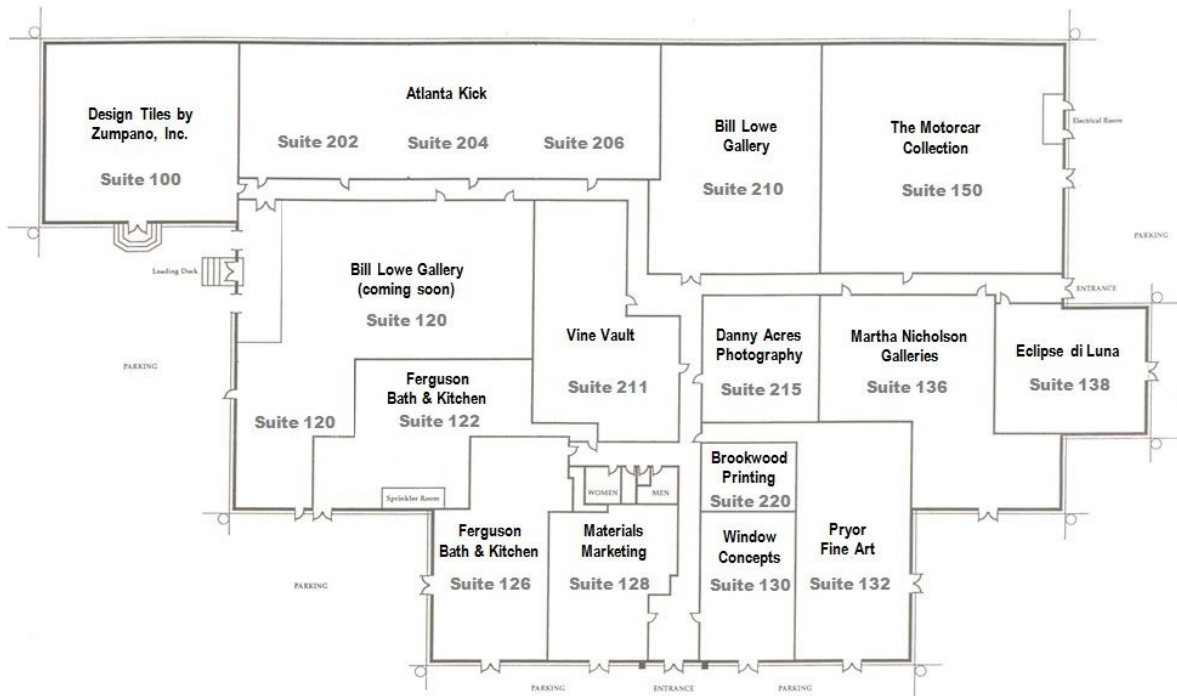 Design Tiles by
Zumpano, Inc.
Suite 100
Atlanta Kick
Suite 202
Suite 204
Suite 206
Bill Lowe
Gallery
Suite 210
The Motorcar
Collection
Suite 150
Electrical Room
PARKING
ENTRANCE
Loading Dock
PARKING
Bill Lowe Gallery
(coming soon)
Suite 120
Suite 120
Ferguson
Bath & Kitchen
Suite 122
Vine Vault
Suite 211
Danny Acres
Photography
Suite 215
Martha Nicholson
Galleries
Suite 136
Eclipse di Luna
Suite 138
Sprinkler Room
WOMEN
MEN
Brookwood
Printing
Suite 220
PARKING
Ferguson
Bath & Kitchen
Suite 126
Materials
Marketing
Suite 128
Window
Concepts
Suite 130
Pryor
Fine Art
Suite 132
PARKING
ENTRANCE
PARKING